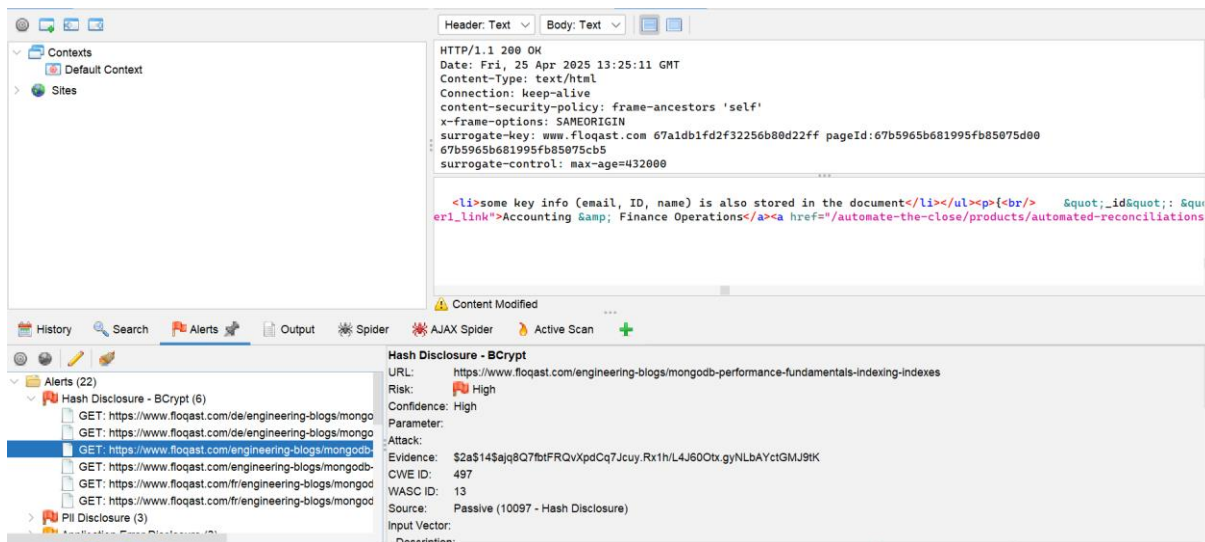 Header: Text
Body: Text
Contexts
Default Context
Sites
HTTP/1.1 200 OK
Date: Fri, 25 Apr 2025 13:25:11 GMT
Content-Type: text/html
Connection: keep-alive
content-security-policy: frame-ancestors 'self'
x-frame-options: SAMEORIGIN
surrogate-key: www.floqast.com 67a1db1fd2f32256b80d22ff pageId:67b5965b681995fb85075d00
67b5965b681995fb85075cb5
surrogate-control: max-age=432000
<li>some key info (email, ID, name) is also stored in the document</li></ul><p>{<br/>    &quot;_id&quot;: &quo
er1_link">Accounting &amp; Finance Operations</a><a href="/automate-the-close/products/automated-reconciliations
Content Modified
History Search Alerts Output Spider AJAX Spider Active Scan
Alerts (22)
Hash Disclosure - BCrypt (6)
GET: https://www.floqast.com/de/engineering-blogs/mongo
GET: https://www.floqast.com/de/engineering-blogs/mongo
GET: https://www.floqast.com/engineering-blogs/mongodb-
GET: https://www.floqast.com/engineering-blogs/mongodb-
GET: https://www.floqast.com/fr/engineering-blogs/mongod
GET: https://www.floqast.com/fr/engineering-blogs/mongod
PII Disclosure (3)
Hash Disclosure - BCrypt
URL: https://www.floqast.com/engineering-blogs/mongodb-performance-fundamentals-indexing-indexes
Risk: High
Confidence: High
Parameter:
Attack:
Evidence: $2a$14$ajq8Q7fbtFRQvXpdCq7Jcuy.Rx1h/L4J60Otx.gyNLbAYctGMJ9tK
CWE ID: 497
WASC ID: 13
Source: Passive (10097 - Hash Disclosure)
Input Vector:
Description: